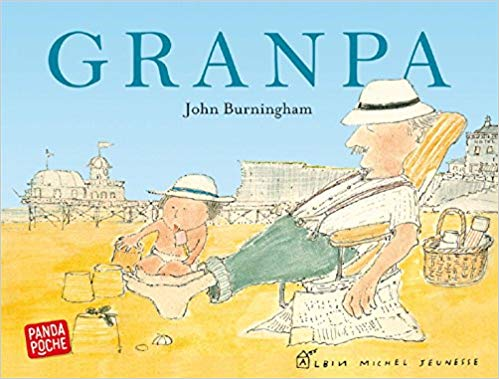 GRANPA
John Burningham
PANDA
POCHE
ALBIN MICHEL JEUNESSE